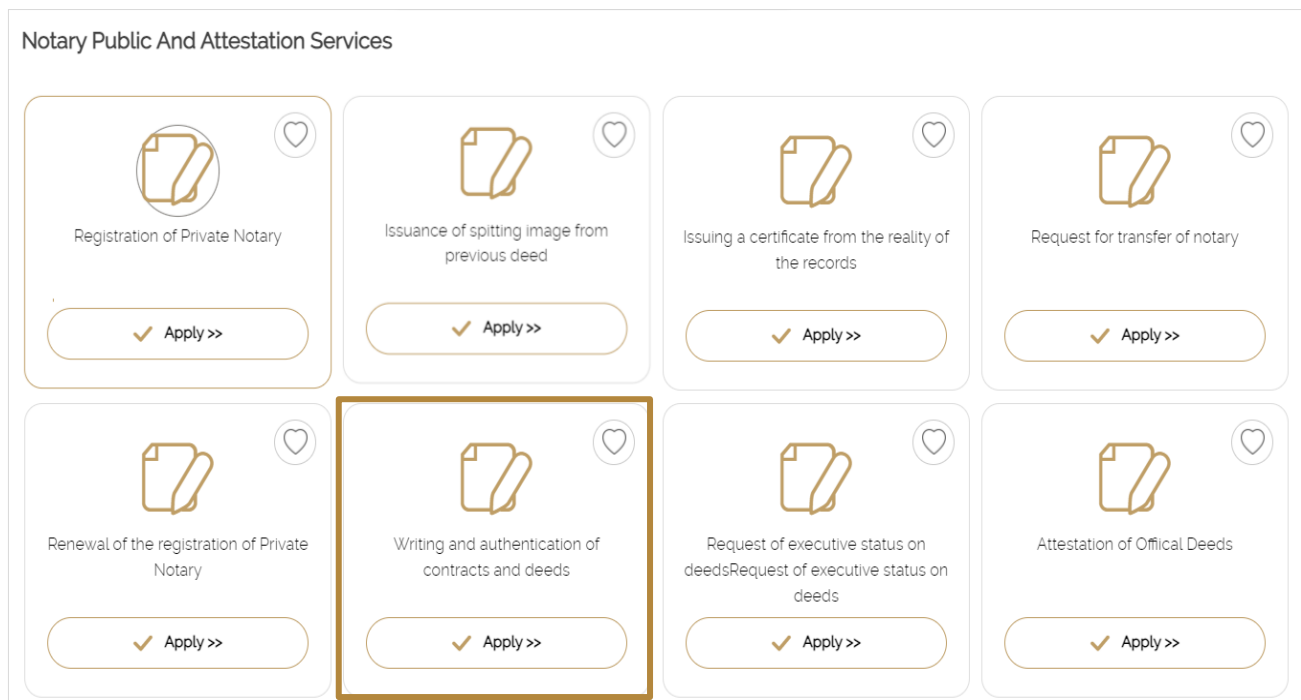 Notary Public And Attestation Services
Registration of Private Notary
Apply >>
Issuance of spitting image from
previous deed
Apply >>
Issuing a certificate from the reality of
the records
Apply >>
Request for transfer of notary
Apply >>
Renewal of the registration of Private
Notary
Apply >>
Writing and authentication of
contracts and deeds
Apply >>
Request of executive status on
deedsRequest of executive status on
deeds
Apply >>
Attestation of Offiical Deeds
Apply >>